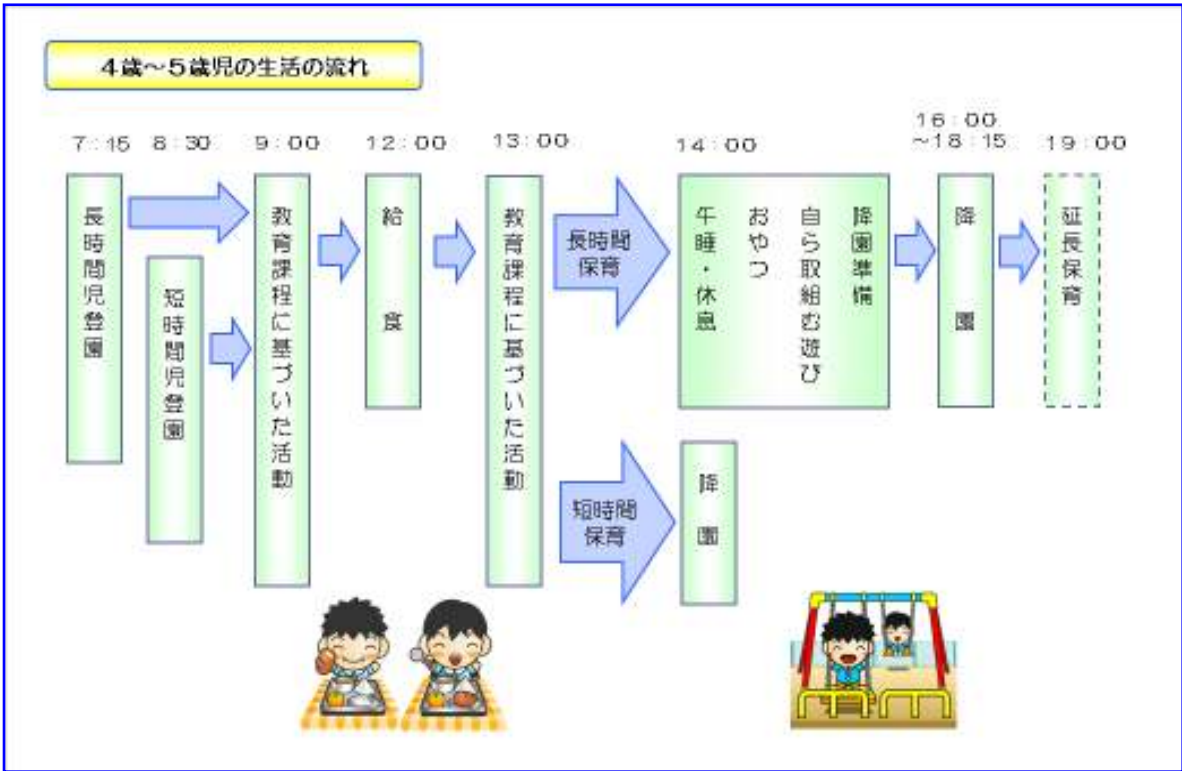 4歳～5歳児の生活の流れ
7:15
8:30
9:00
12:00
13:00
14:00
16:00
～18:15
19:00
長時間児登園
短時間児登園
教育課程に基づいた活動
給食
教育課程に基づいた活動
長時間
保育
午睡・休息
おやつ
自ら取組む遊び
降園準備
降園
延長保育
短時間
保育
降園